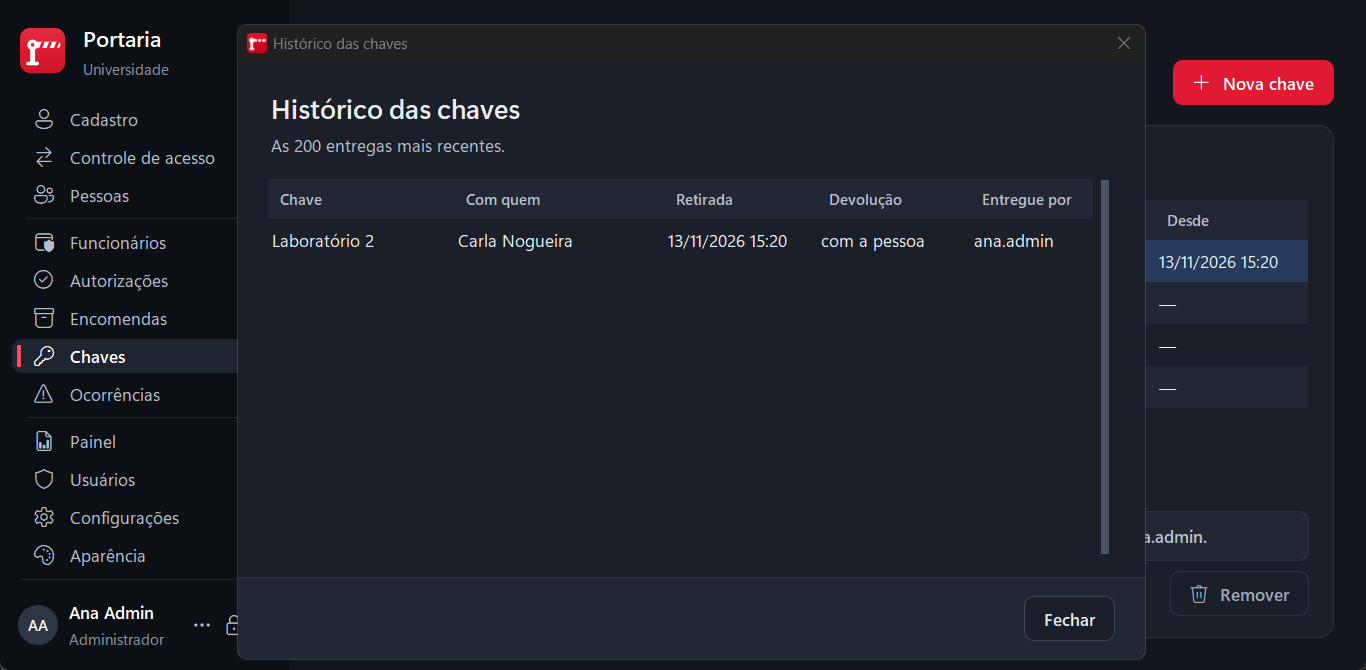 Portaria
Universidade
Cadastro
Controle de acesso
Pessoas
Funcionários
Autorizações
Encomendas
Chaves
Ocorrências
Painel
Usuários
Configurações
Aparência
AA
Ana Admin
Administrador
Histórico das chaves
Histórico das chaves
As 200 entregas mais recentes.
Chave Com quem Retirada Devolução Entregue por
Laboratório 2 Carla Nogueira 13/11/2026 15:20 com a pessoa ana.admin
Fechar
Nova chave
Desde
13/11/2026 15:20
—
—
—
a.admin.
Remover